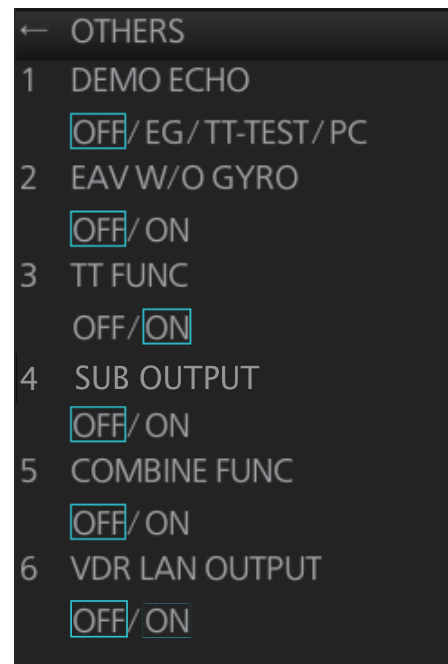 ← OTHERS
1 DEMO ECHO
OFF/ EG/ TT-TEST/ PC
2 EAV W/O GYRO
OFF/ ON
3 TT FUNC
OFF/ ON
4 SUB OUTPUT
OFF/ ON
5 COMBINE FUNC
OFF/ ON
6 VDR LAN OUTPUT
OFF/ ON